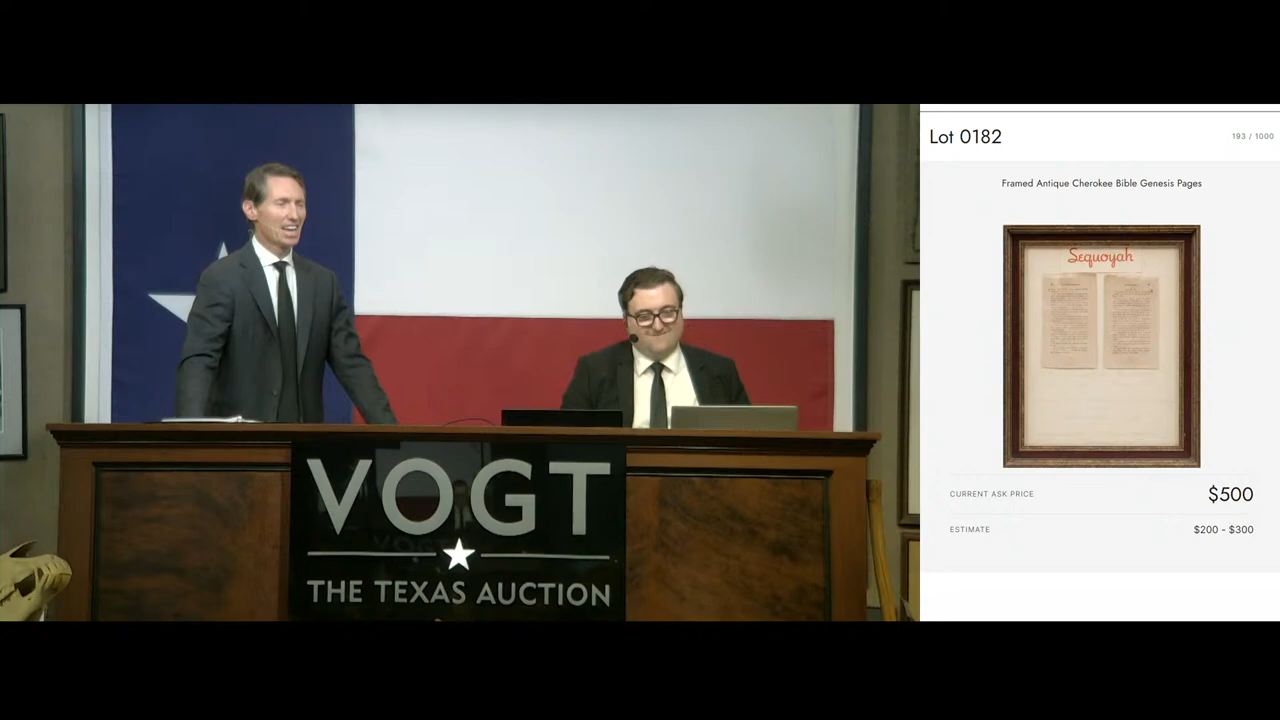 VOGT
THE TEXAS AUCTION
Lot 0182
193 / 1000
Framed Antique Cherokee Bible Genesis Pages
Sequoyah
CURRENT ASK PRICE
$500
ESTIMATE
$200 - $300